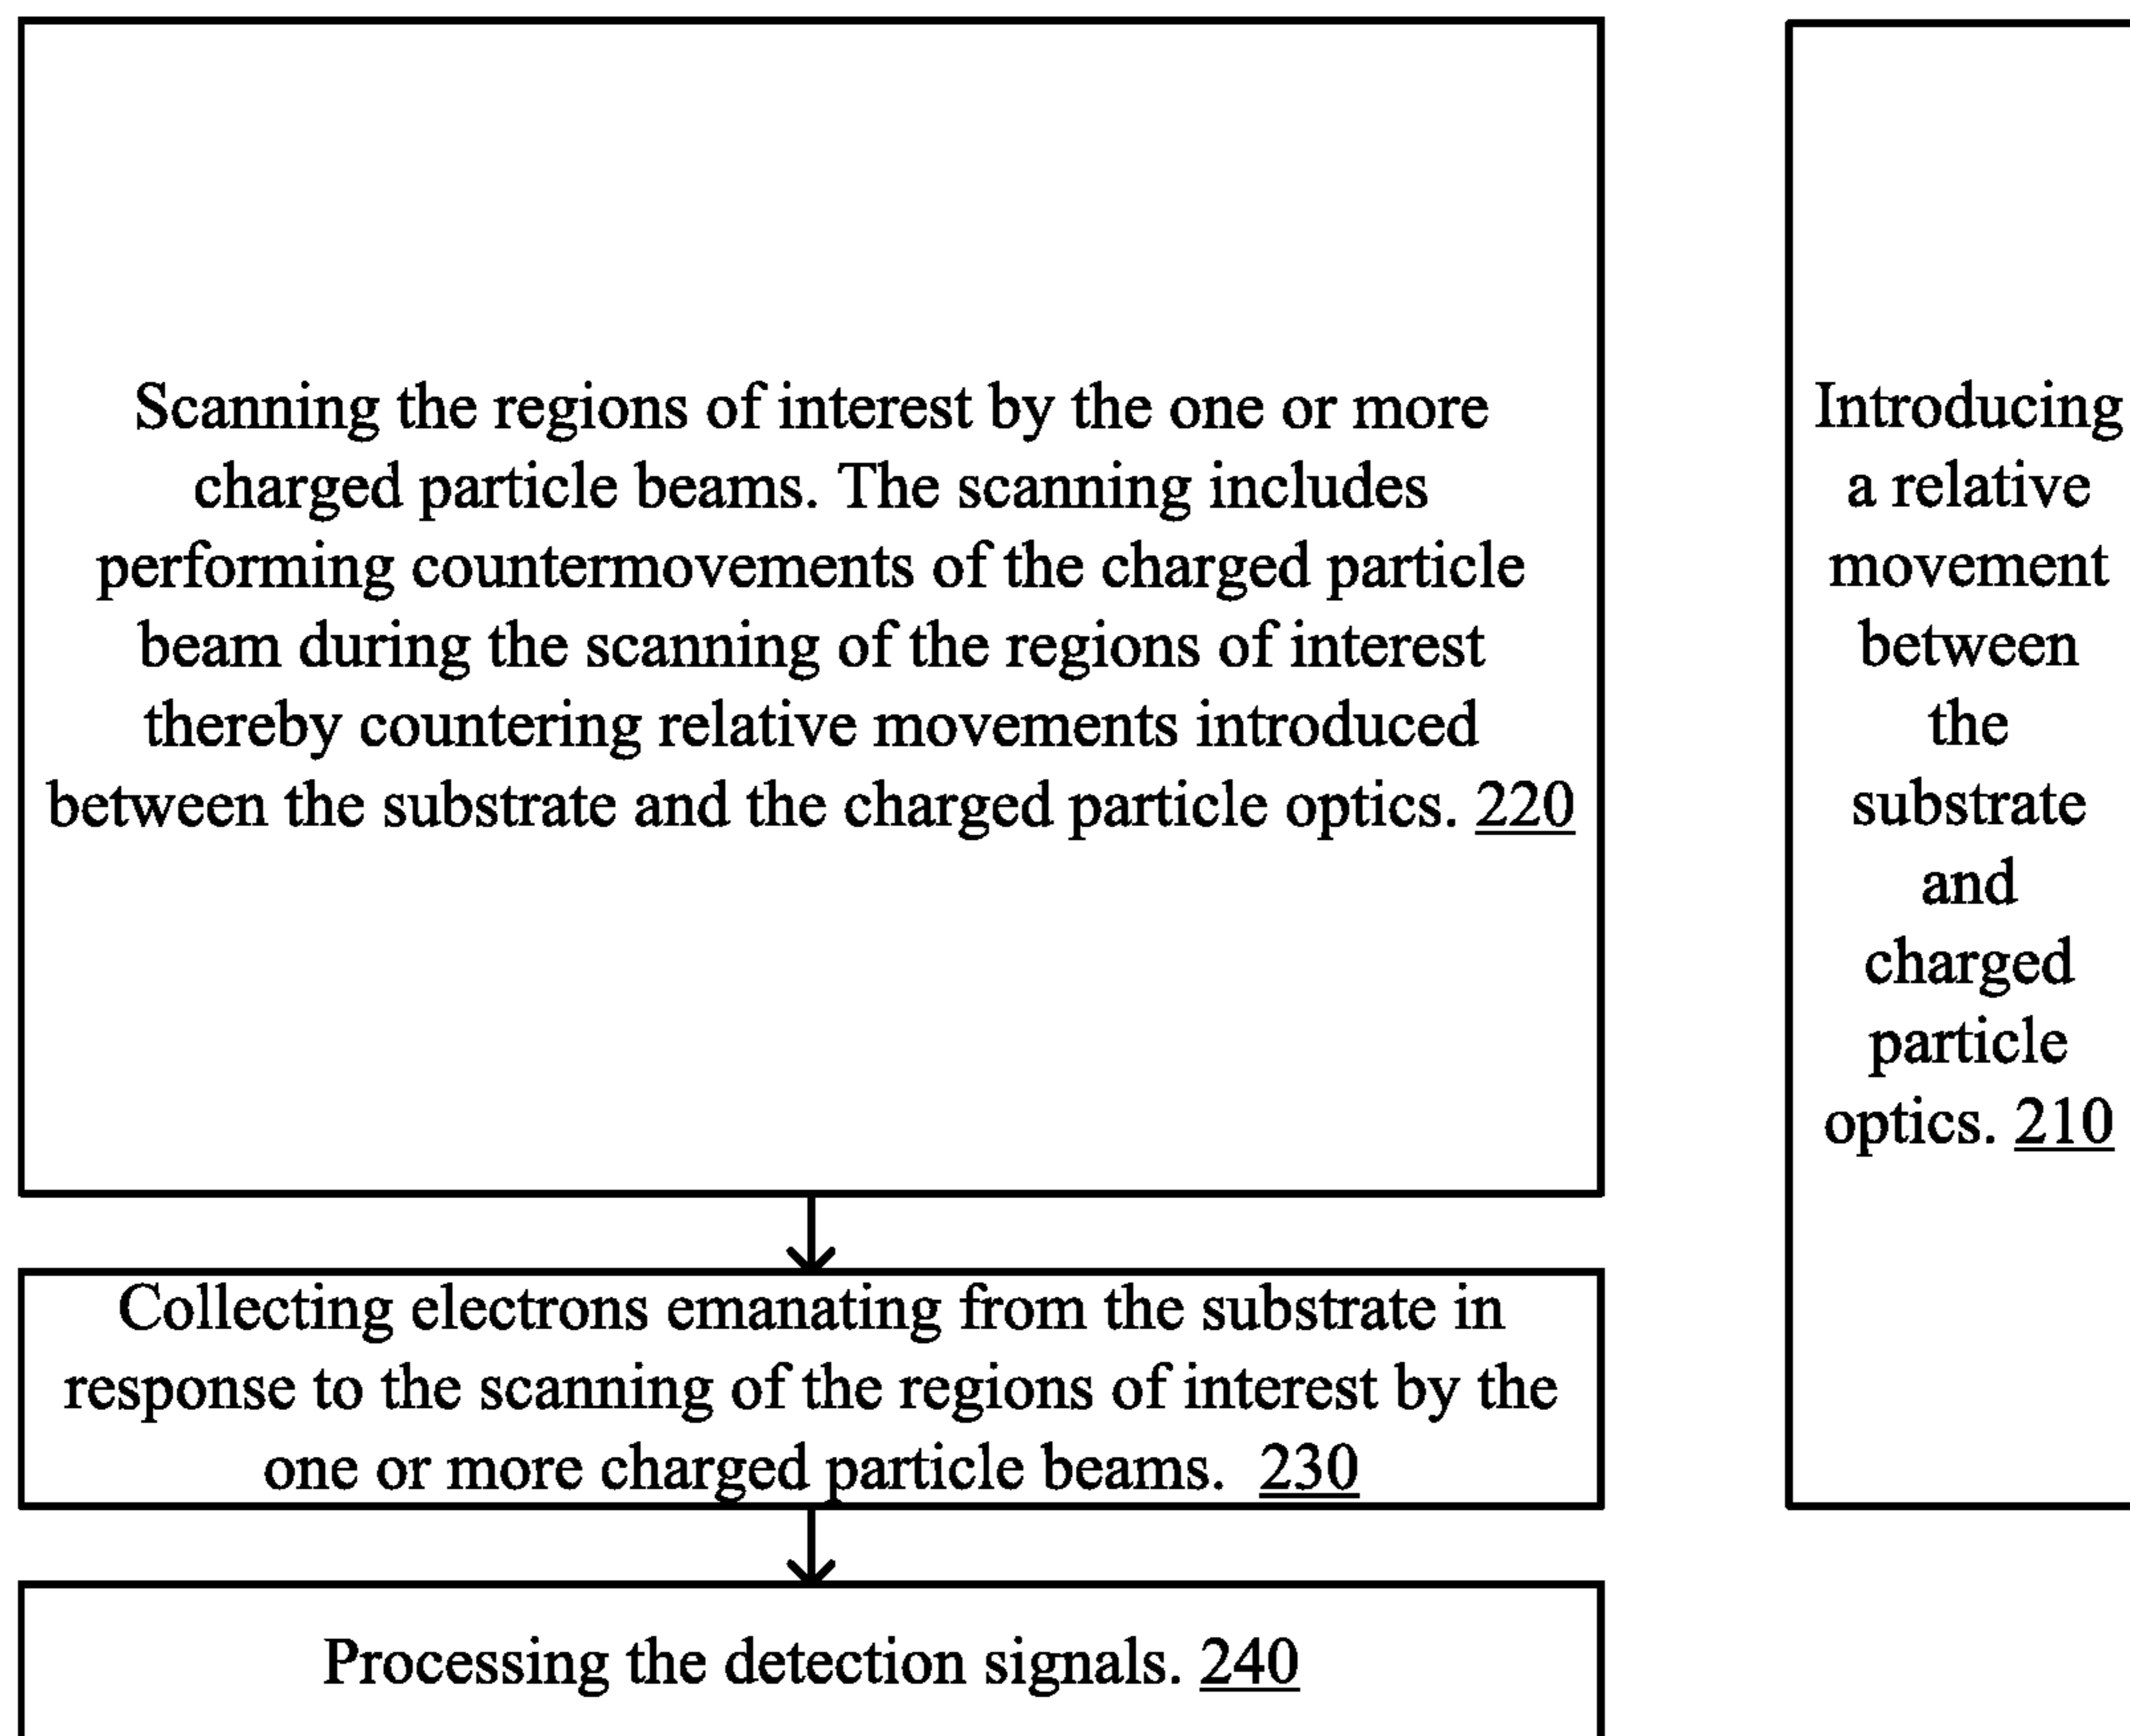 Scanning the regions of interest by the one or more
charged particle beams. The scanning includes
performing countermovements of the charged particle
beam during the scanning of the regions of interest
thereby countering relative movements introduced
between the substrate and the charged particle optics. 220
Collecting electrons emanating from the substrate in
response to the scanning of the regions of interest by the
one or more charged particle beams. 230
Processing the detection signals. 240
Introducing
a relative
movement
between
the
substrate
and
charged
particle
optics. 210